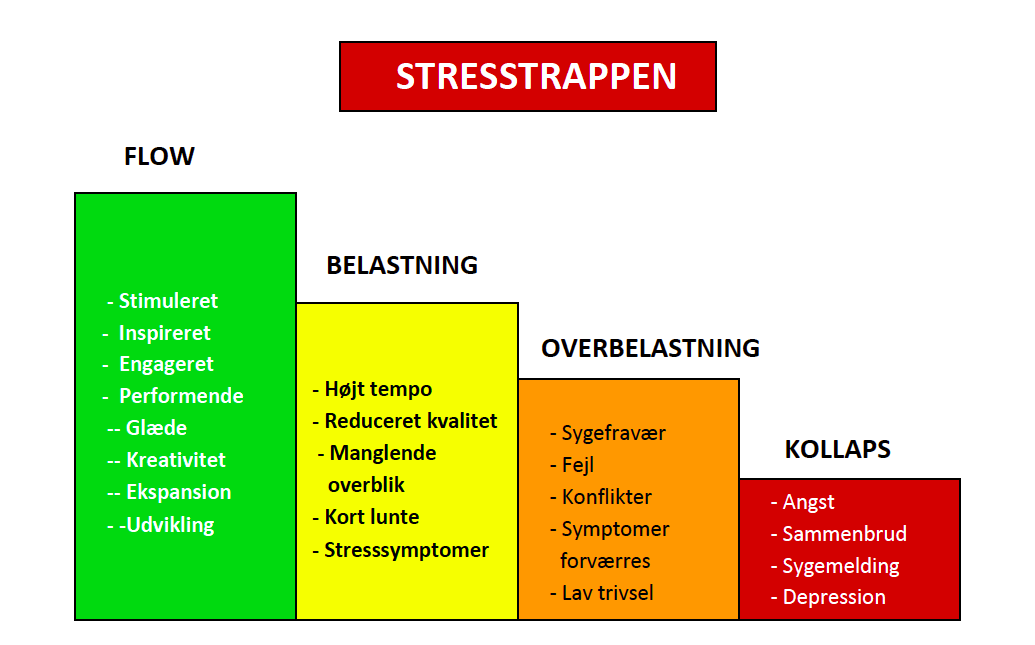 STRESSTRAPPEN
FLOW
- Stimuleret
- Inspireret
- Engageret
- Performende
-- Glæde
-- Kreativitet
-- Ekspansion
- -Udvikling
BELASTNING
- Højt tempo
- Reduceret kvalitet
- Manglende
overblik
- Kort lunte
- Stresssymptomer
OVERBELASTNING
- Sygefravær
- Fejl
- Konflikter
- Symptomer
forværres
- Lav trivsel
KOLLAPS
- Angst
- Sammenbrud
- Sygemelding
- Depression